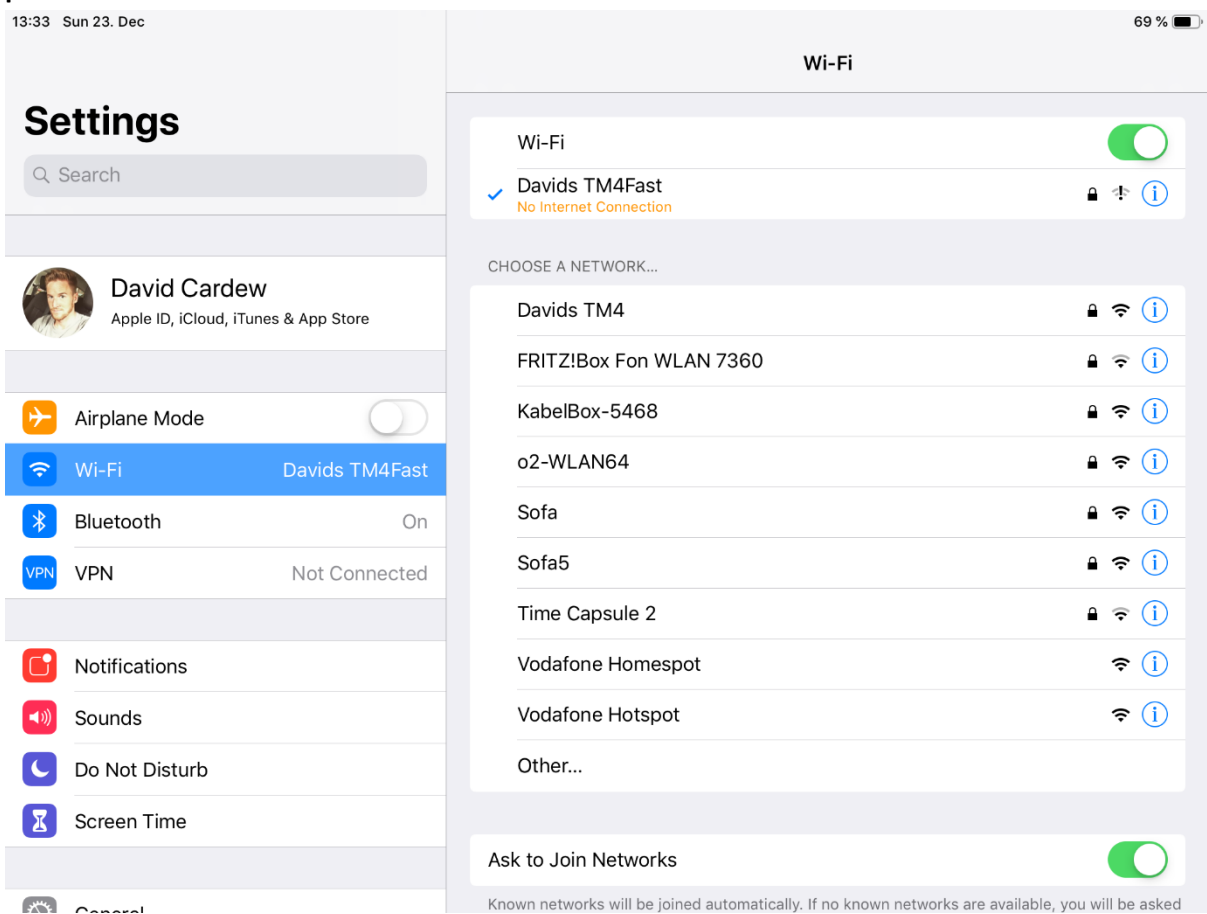 13:33 Sun 23. Dec
69 %
Settings
Search
David Cardew
Apple ID, iCloud, iTunes & App Store
Airplane Mode
Wi-Fi Davids TM4Fast
Bluetooth On
VPN VPN Not Connected
Notifications
Sounds
Do Not Disturb
Screen Time
General
Wi-Fi
Wi-Fi
Davids TM4Fast
No Internet Connection
CHOOSE A NETWORK...
Davids TM4
FRITZ!Box Fon WLAN 7360
KabelBox-5468
o2-WLAN64
Sofa
Sofa5
Time Capsule 2
Vodafone Homespot
Vodafone Hotspot
Other...
Ask to Join Networks
Known networks will be joined automatically. If no known networks are available, you will be asked